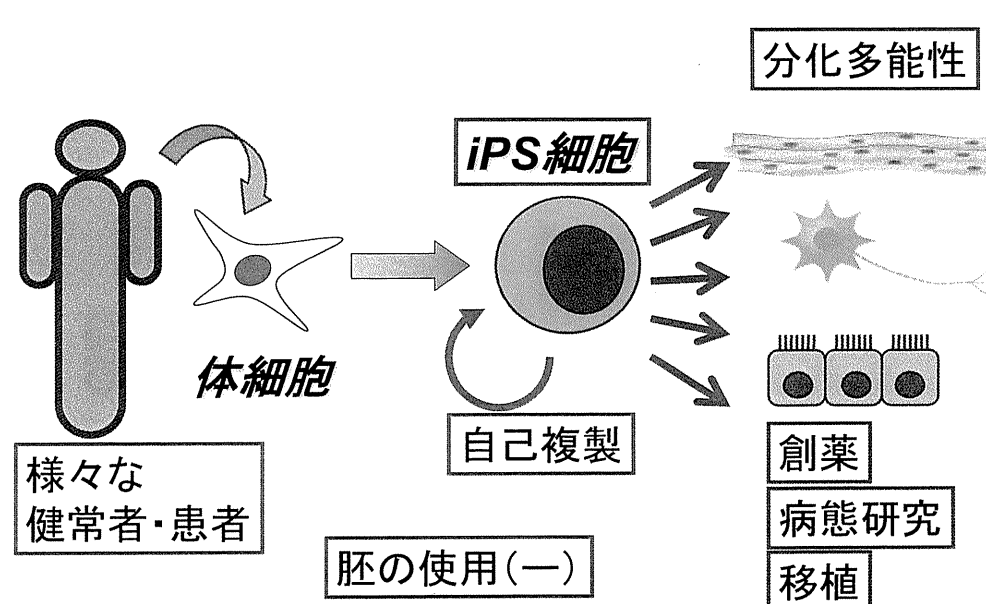 分化多能性
iPS細胞
体細胞
自己複製
様々な
健常者・患者
胚の使用(ー)
創薬
病態研究
移植